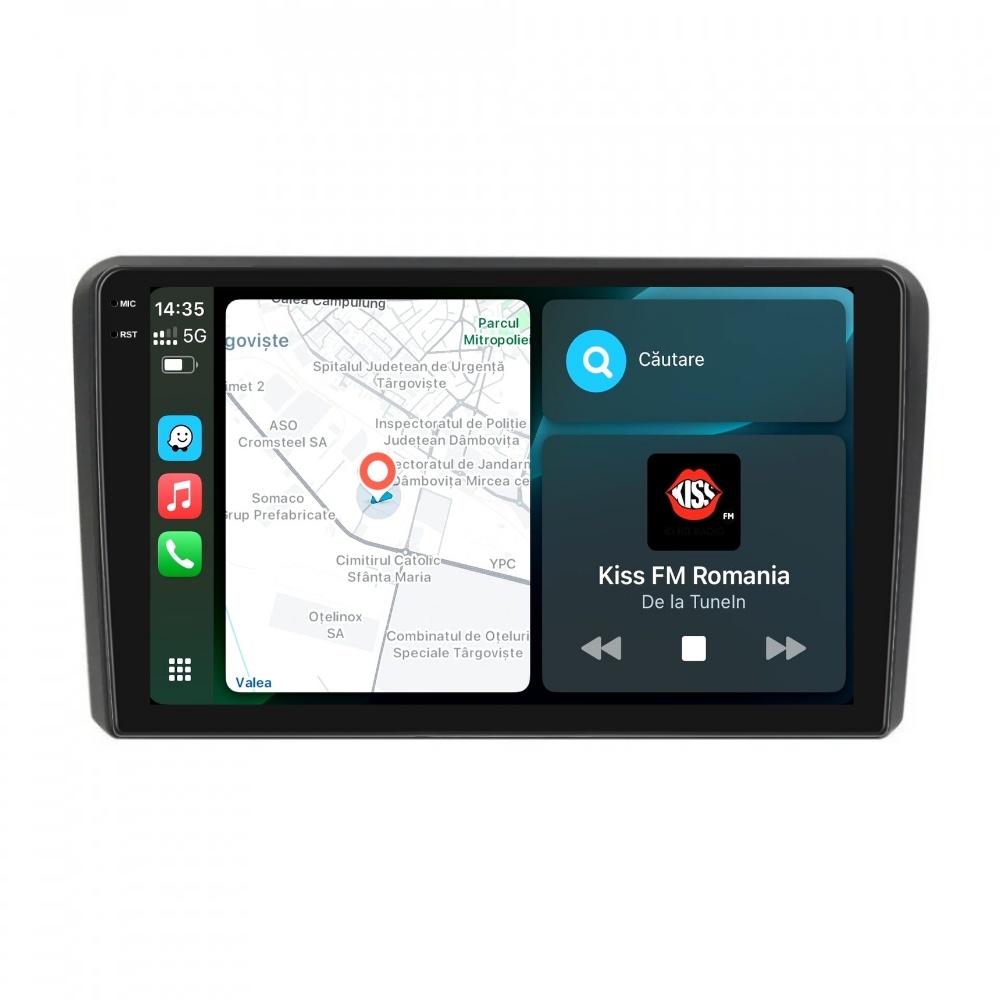 MIC
RST
14:35
5G
Calea Câmpulung
goviște
Parcul
Mitropoliei
Spitalul Județean de Urgență
Târgoviște
imet 2
ASO
Cromsteel SA
Inspectoratul de Poliție
Județean Dâmbovița
ectoratul de Jandarm
Dâmbovița Mircea ce
Somaco
Grup Prefabricate
Cimitirul Catolic
Sfânta Maria
YPC
Oțelinox
SA
Combinatul de Oțeluri
Speciale Târgoviște
Valea
Căutare
KISS
FM
Kiss FM Romania
De la TuneIn